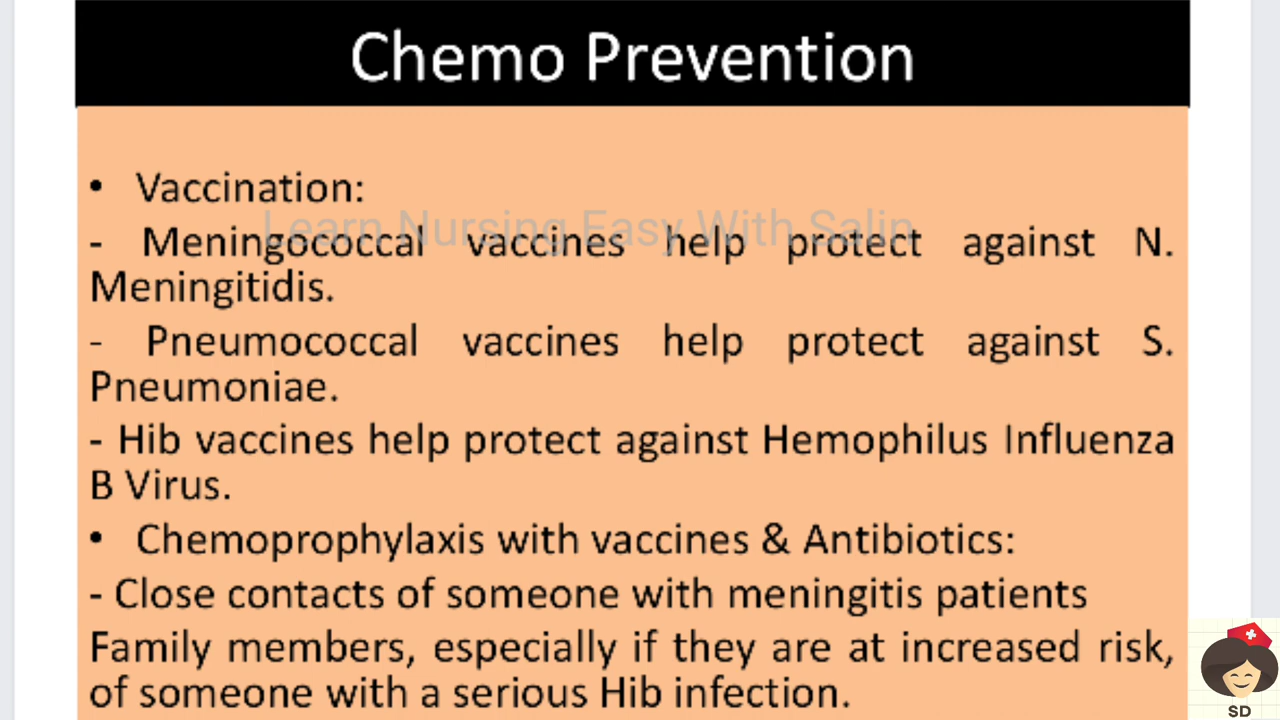 Chemo Prevention
• Vaccination:
Learn Nursing Easy With Salin
- Meningococcal vaccines help protect against N.
Meningitidis.
- Pneumococcal vaccines help protect against S.
Pneumoniae.
- Hib vaccines help protect against Hemophilus Influenza
B Virus.
• Chemoprophylaxis with vaccines & Antibiotics:
- Close contacts of someone with meningitis patients
Family members, especially if they are at increased risk,
of someone with a serious Hib infection.
SD